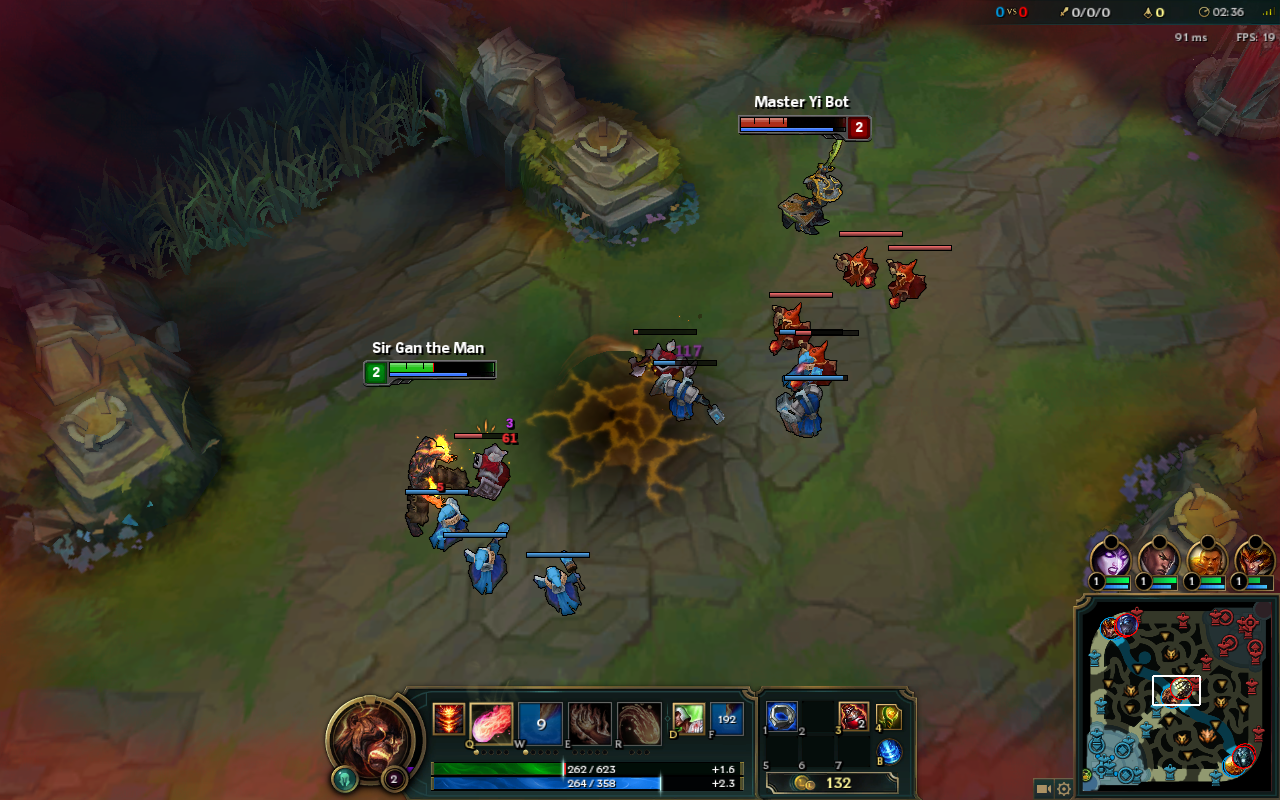 0 vs 0 0/0/0 0 02:36
91 ms FPS: 19
Master Yi Bot
2
Sir Gan the Man
2
117
3
61
5
1 1 1 1
9 192
Q W E R D F
2
262 / 623 +1.6
264 / 358 +2.3
2
1 2 3 4
5 6 7 B
132